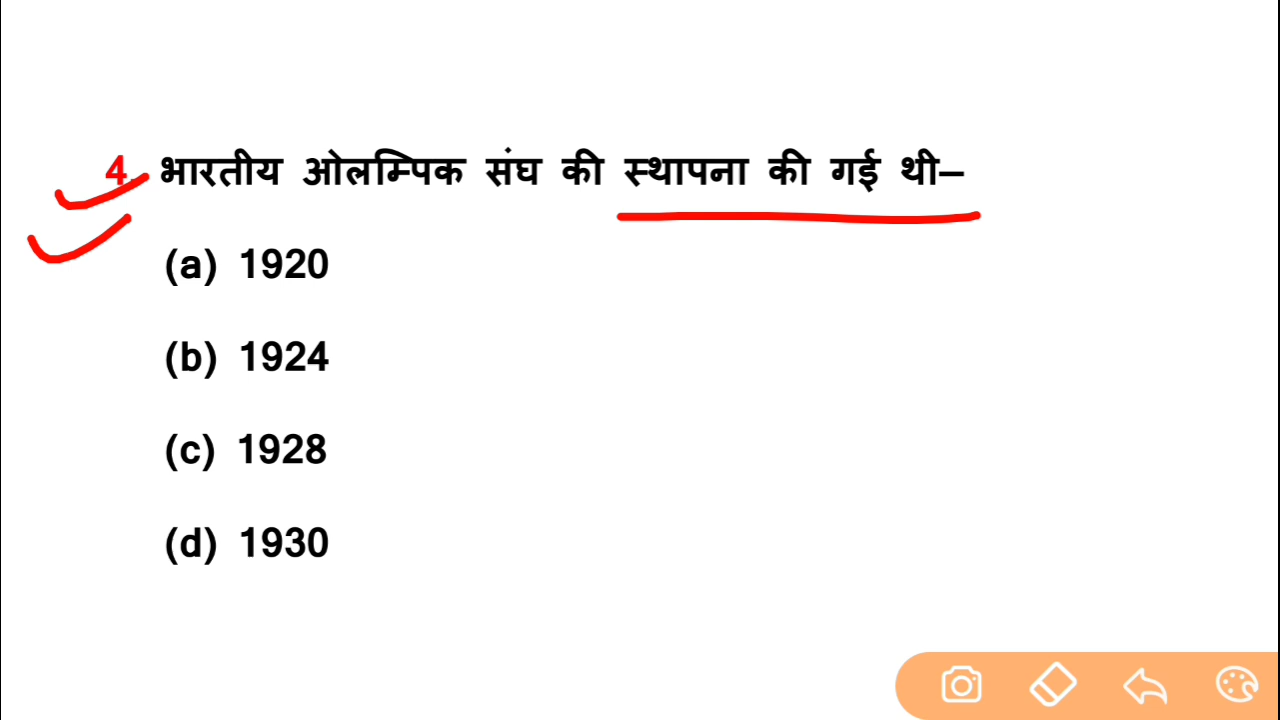 4. भारतीय ओलम्पिक संघ की स्थापना की गई थी–
(a) 1920
(b) 1924
(c) 1928
(d) 1930